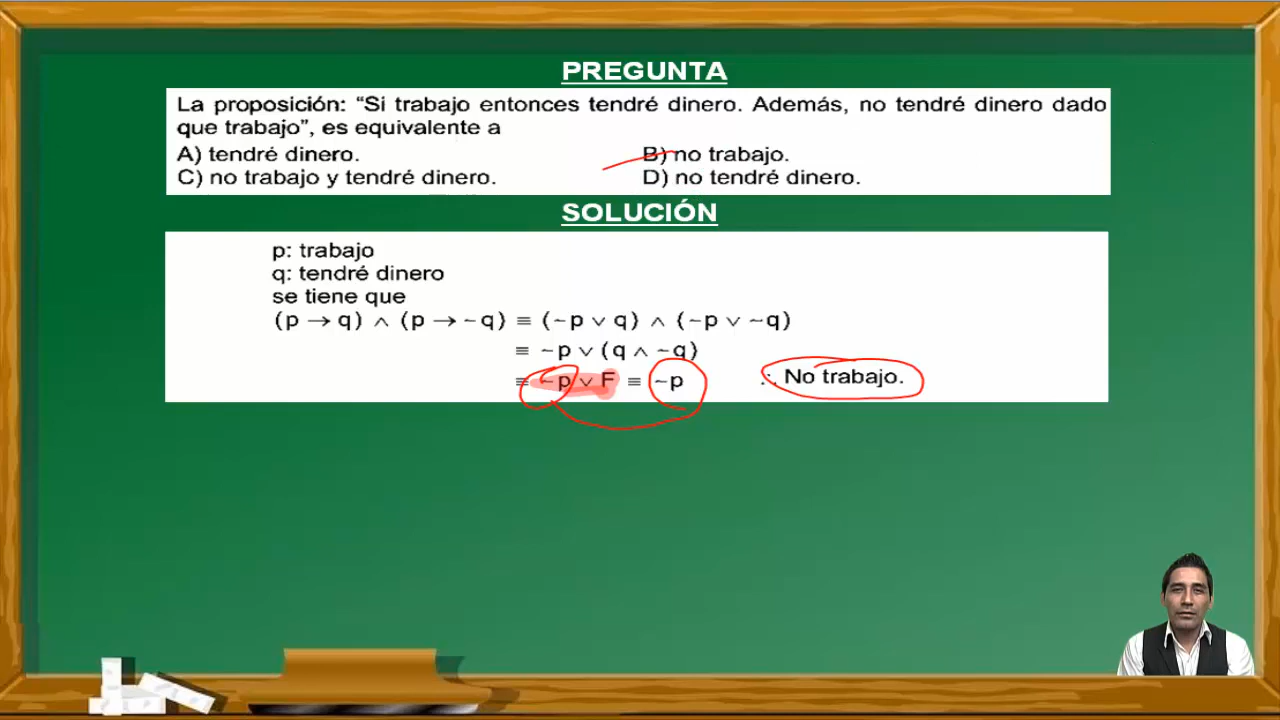 PREGUNTA
La proposición: “Si trabajo entonces tendré dinero. Además, no tendré dinero dado
que trabajo”, es equivalente a
A) tendré dinero. B) no trabajo.
C) no trabajo y tendré dinero. D) no tendré dinero.
SOLUCIÓN
p: trabajo
q: tendré dinero
se tiene que
(p → q) ∧ (p → ~q) ≡ (~p ∨ q) ∧ (~p ∨ ~q)
≡ ~p ∨ (q ∧ ~q)
≡ ~p ∨ F ≡ ~p ∴ No trabajo.